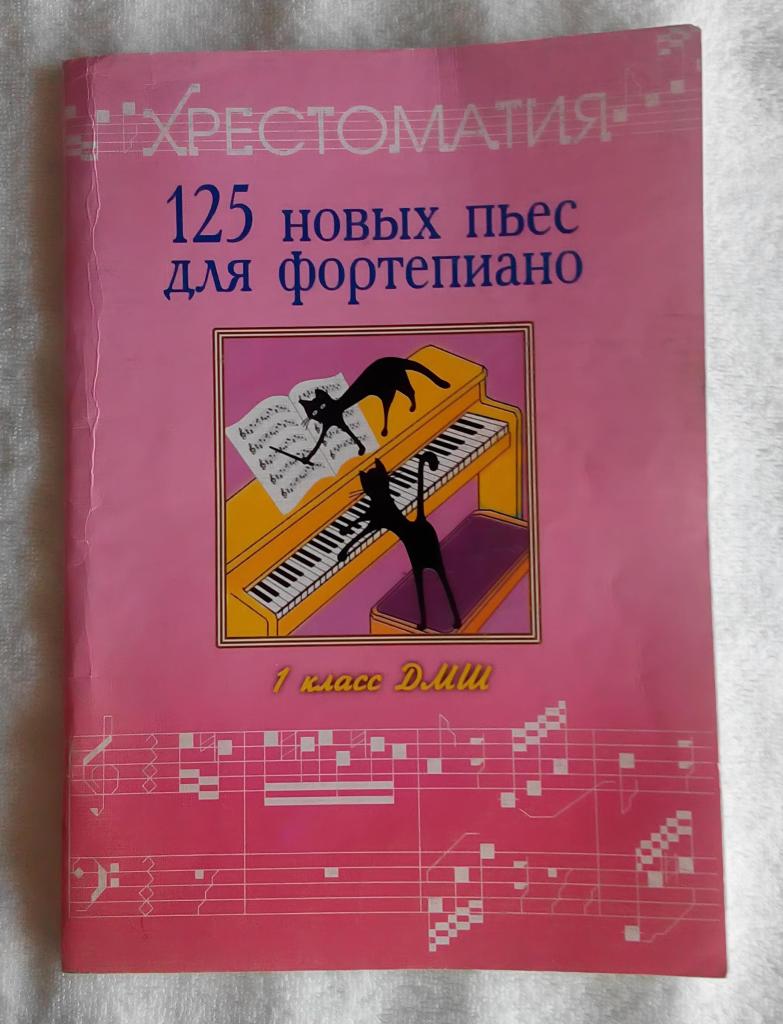 ХРЕСТОМАТИЯ
125 новых пьес
для фортепиано
1 класс ДМШ